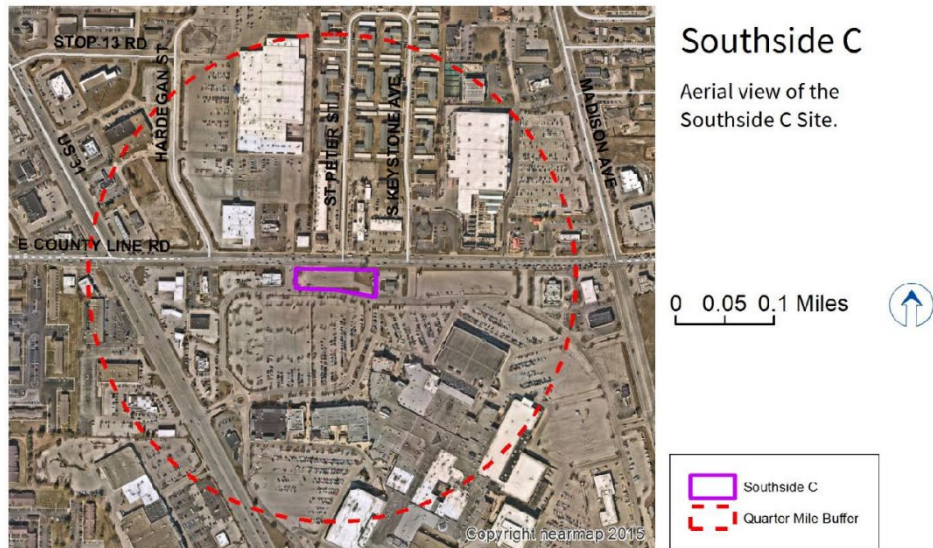 Southside C
Aerial view of the
Southside C Site.
STOP 13 RD
HARDEGAN ST
US 31
ST PETER ST
S KEYSTONE AVE
MADISON AVE
E COUNTY LINE RD
0 0.05 0.1 Miles
Southside C
Quarter Mile Buffer
Copyright nearmap 2015